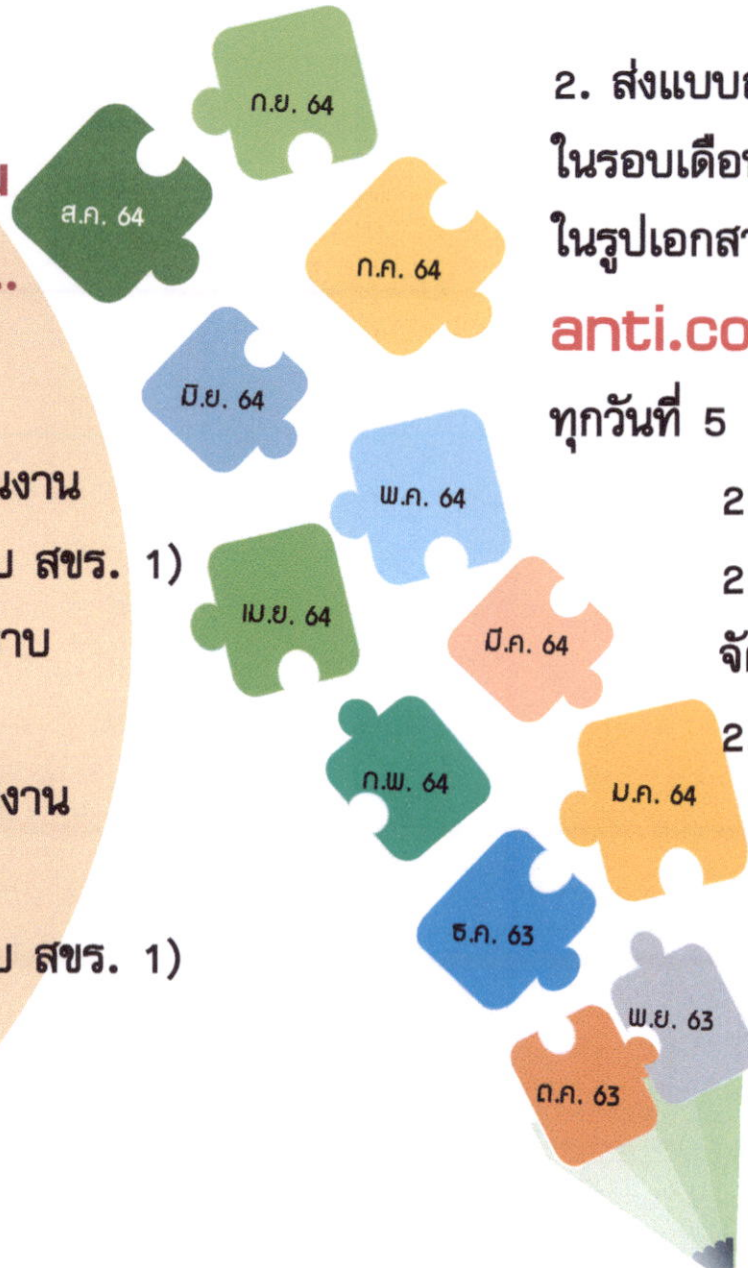 น
..
นงาน
สขร. 1)
าบ
งาน
สขร. 1)
ก.ย. 64
ส.ค. 64
ก.ค. 64
มิ.ย. 64
พ.ค. 64
เม.ย. 64
มี.ค. 64
ก.พ. 64
ม.ค. 64
ธ.ค. 63
พ.ย. 63
ต.ค. 63
2. ส่งแบบ
ในรอบเดือน
ในรูปเอกสา
anti.co
ทุกวันที่ 5
2
2
จัด
2